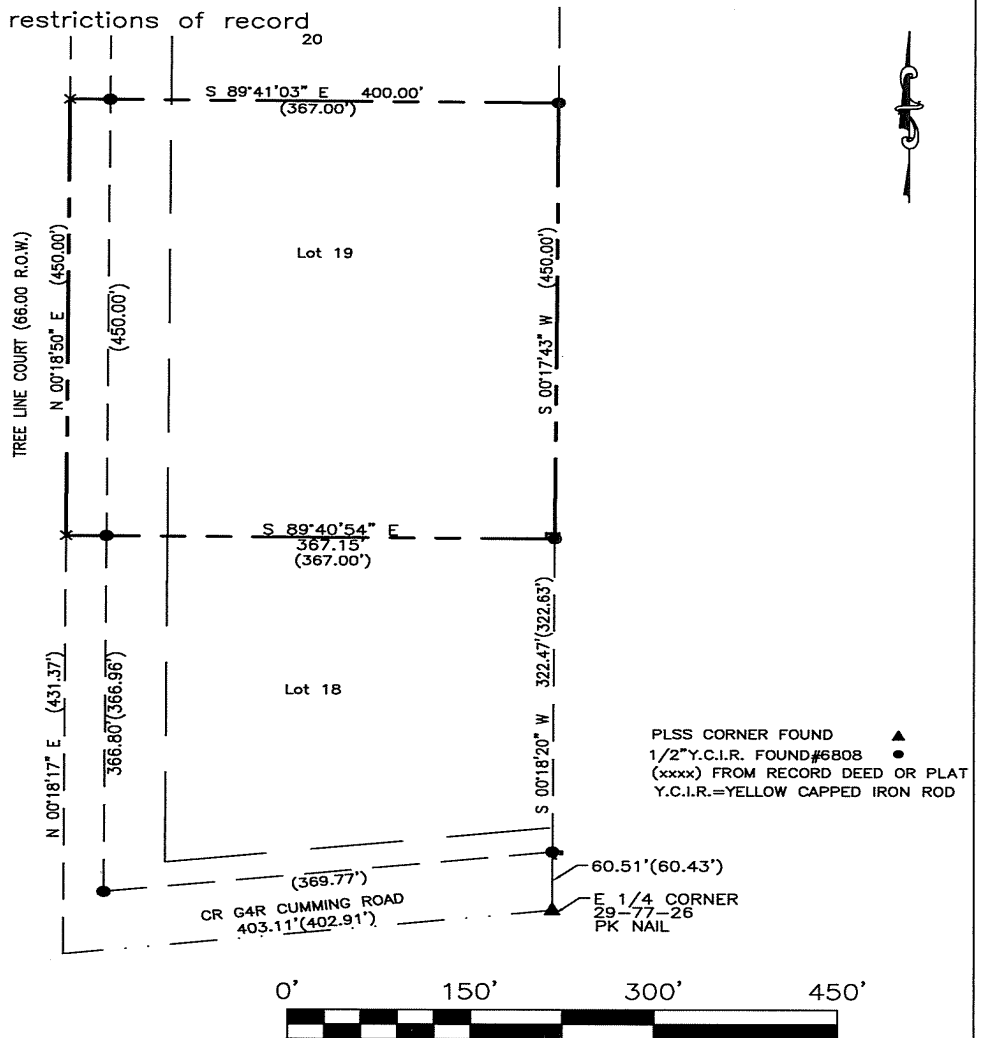 restrictions of record
20
S 89°41'03" E 400.00'
(367.00')
TREE LINE COURT (66.00 R.O.W.)
N 00°18'50" E (450.00')
(450.00')
Lot 19
S 00°17'43" W (450.00')
S 89°40'54" E
367.15'
(367.00')
N 00°18'17" E (431.37')
366.80'(366.96')
Lot 18
S 00°18'20" W 322.47'(322.63')
PLSS CORNER FOUND
1/2"Y.C.I.R. FOUND#6808
(xxxx) FROM RECORD DEED OR PLAT
Y.C.I.R.=YELLOW CAPPED IRON ROD
(369.77')
60.51'(60.43')
CR G4R CUMMING ROAD
403.11'(402.91')
E 1/4 CORNER
29-77-26
PK NAIL
0' 150' 300' 450'